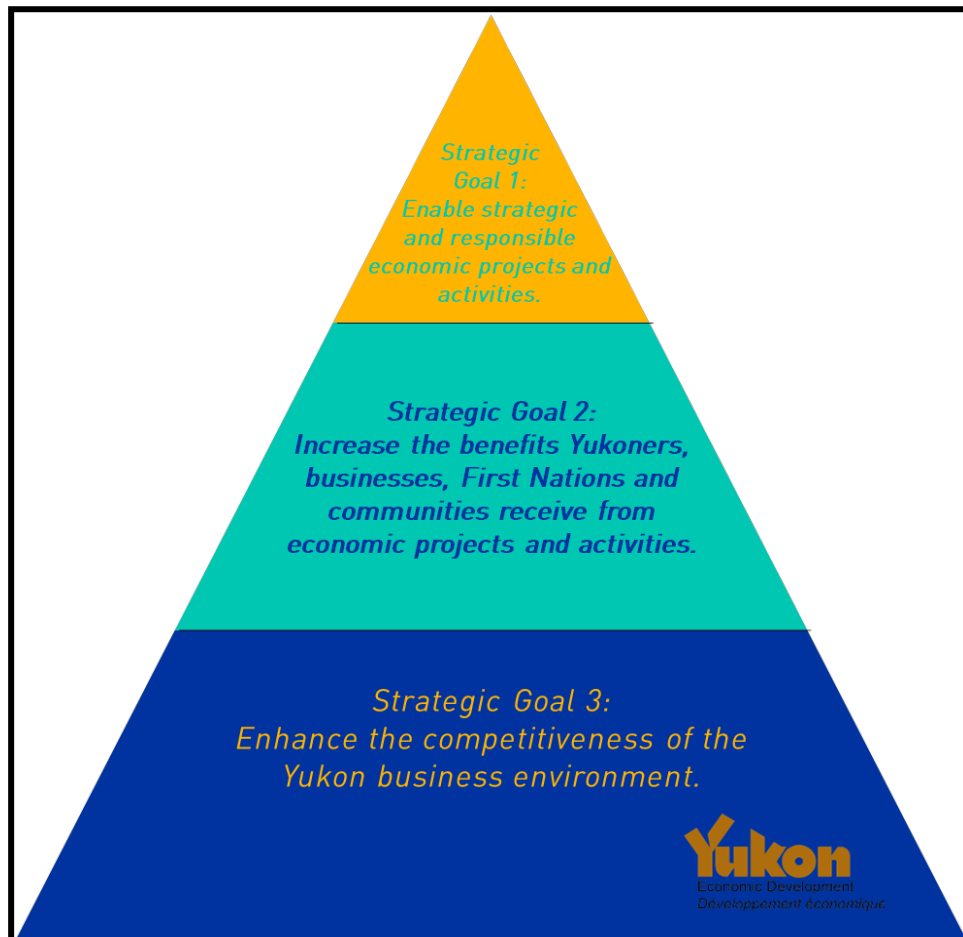 Strategic
Goal 1:
Enable strategic
and responsible
economic projects and
activities.
Strategic Goal 2:
Increase the benefits Yukoners,
businesses, First Nations and
communities receive from
economic projects and activities.
Strategic Goal 3:
Enhance the competitiveness of the
Yukon business environment.
Yukon
Economic Development
Développement économique